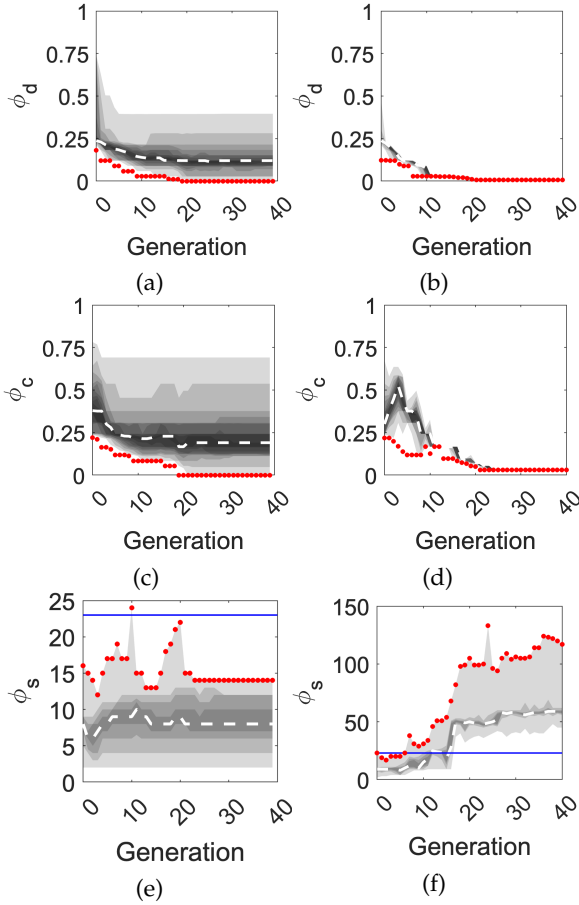 1 1
0.75 0.75
ϕd 0.5 ϕd 0.5
0.25 0.25
0 0
0 10 20 30 40 0 10 20 30 40
Generation Generation
(a) (b)
1 1
0.75 0.75
ϕc 0.5 ϕc 0.5
0.25 0.25
0 0
0 10 20 30 40 0 10 20 30 40
Generation Generation
(c) (d)
25 150
20
ϕs 15 ϕs 100
10 50
5
0 0
0 10 20 30 40 0 10 20 30 40
Generation Generation
(e) (f)